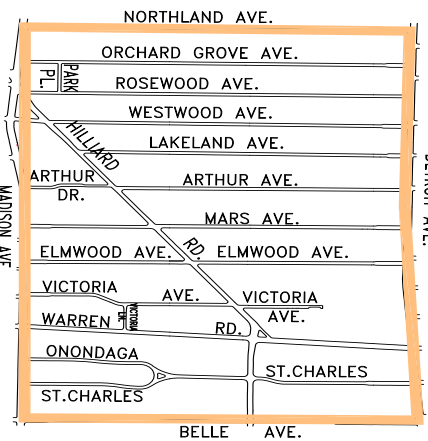 NORTHLAND AVE.
ORCHARD GROVE AVE.
PARK PL.
ROSEWOOD AVE.
WESTWOOD AVE.
HILLIARD RD.
LAKELAND AVE.
ARTHUR DR.
ARTHUR AVE.
MADISON AVE
MARS AVE.
ELMWOOD AVE.
ELMWOOD AVE.
VICTORIA AVE.
VICTORIA AVE.
VICTORIA LN.
WARREN RD.
ONONDAGA
ST.CHARLES
ST.CHARLES
BELLE AVE.